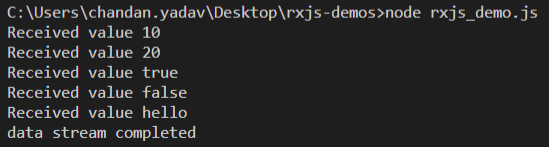 C:\Users\chandan.yadav\Desktop\rxjs-demos>node rxjs_demo.js
Received value 10
Received value 20
Received value true
Received value false
Received value hello
data stream completed